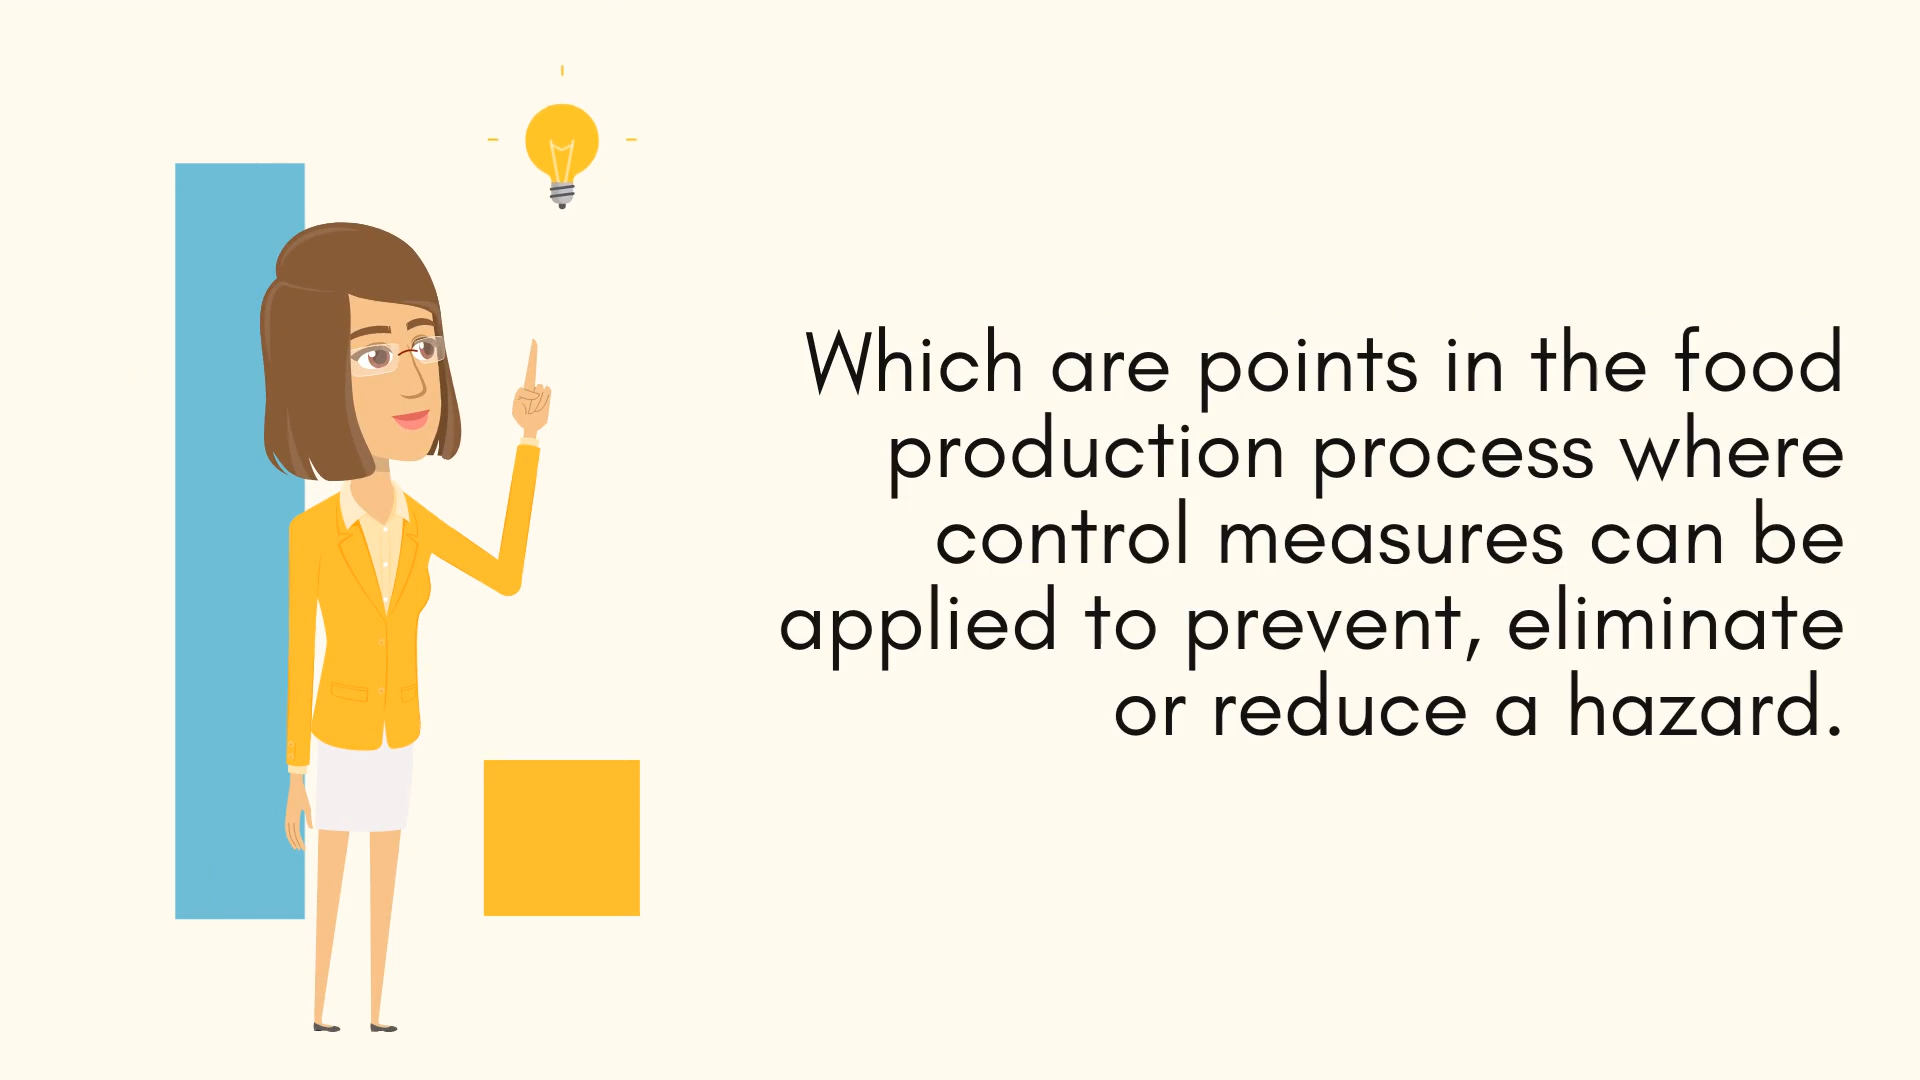 Which are points in the food
production process where
control measures can be
applied to prevent, eliminate
or reduce a hazard.